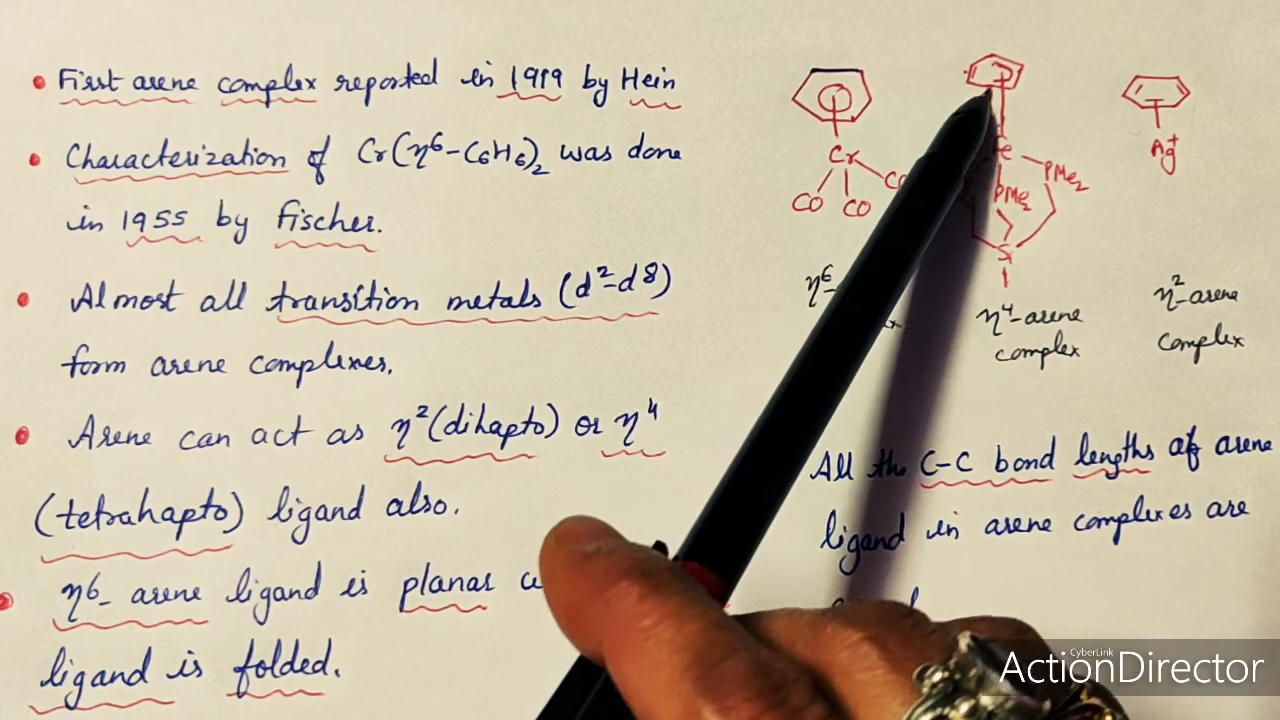 • First arene complex reported in 1919 by Hein
• Characterization of Cr(η⁶-C₆H₆)₂ was done
in 1955 by Fischer.
• Almost all transition metals (d²-d8)
form arene complexes.
• Arene can act as η²(dihapto) or η⁴
(tetrahapto) ligand also.
• η6- arene ligand is planar
ligand is folded.
Cr
CO CO
PMe₂
PMe₂
Si
η⁴-arene
complex
Ag⁺
η²-arene
complex
All the C-C bond lengths of arene
ligand in arene complexes are
CyberLink
ActionDirector